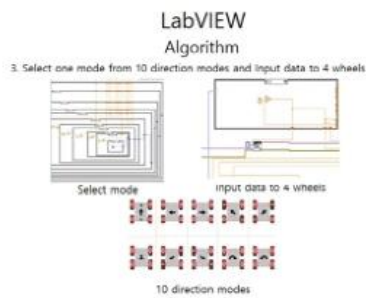 LabVIEW
Algorithm
3. Select one mode from 10 direction modes and Input data to 4 wheels
Select mode
Input data to 4 wheels
10 direction modes